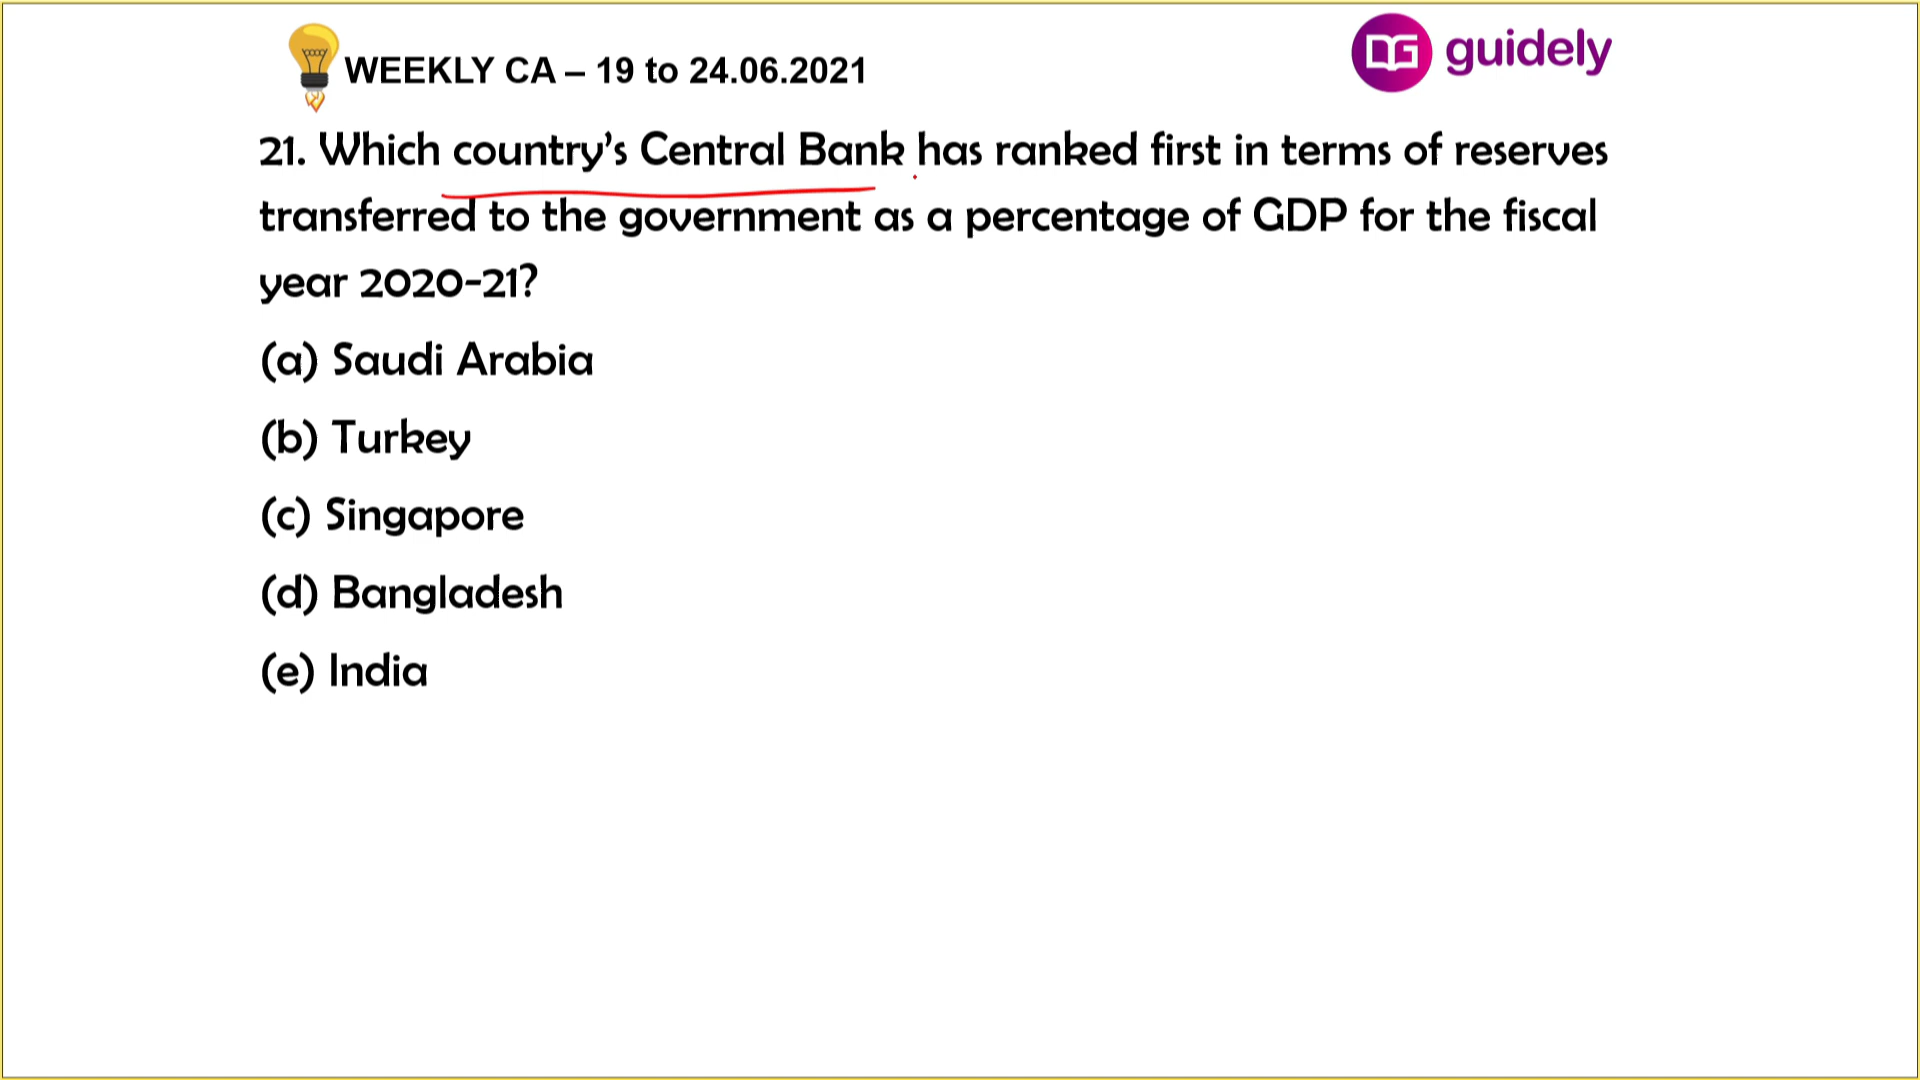 WEEKLY CA – 19 to 24.06.2021
guidely
21. Which country's Central Bank has ranked first in terms of reserves
transferred to the government as a percentage of GDP for the fiscal
year 2020-21?
(a) Saudi Arabia
(b) Turkey
(c) Singapore
(d) Bangladesh
(e) India